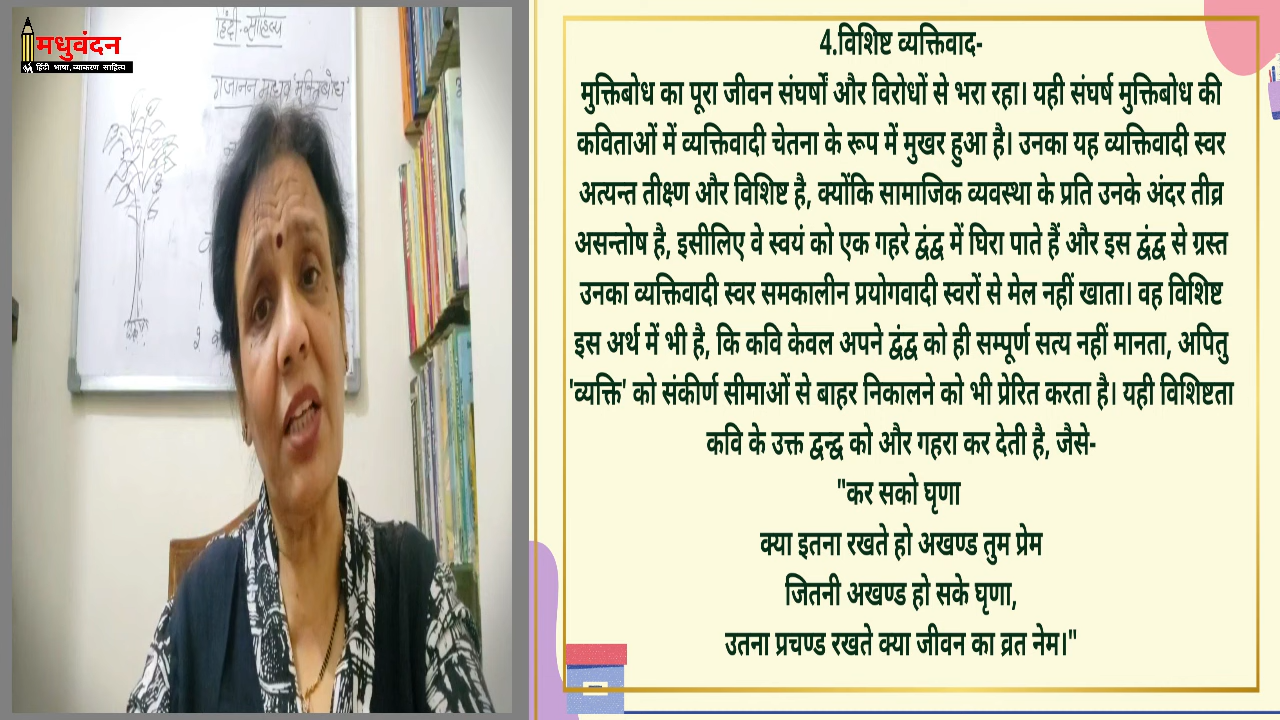 मधुवंदन
हिंदी भाषा,व्याकरण साहित्य
हिंदी-साहित्य
गजानन माधव 'मुक्तिबोध'
4.विशिष्ट व्यक्तिवाद-
मुक्तिबोध का पूरा जीवन संघर्षों और विरोधों से भरा रहा। यही संघर्ष मुक्तिबोध की
कविताओं में व्यक्तिवादी चेतना के रूप में मुखर हुआ है। उनका यह व्यक्तिवादी स्वर
अत्यन्त तीक्ष्ण और विशिष्ट है, क्योंकि सामाजिक व्यवस्था के प्रति उनके अंदर तीव्र
असन्तोष है, इसीलिए वे स्वयं को एक गहरे द्वंद्व में घिरा पाते हैं और इस द्वंद्व से ग्रस्त
उनका व्यक्तिवादी स्वर समकालीन प्रयोगवादी स्वरों से मेल नहीं खाता। वह विशिष्ट
इस अर्थ में भी है, कि कवि केवल अपने द्वंद्व को ही सम्पूर्ण सत्य नहीं मानता, अपितु
'व्यक्ति' को संकीर्ण सीमाओं से बाहर निकालने को भी प्रेरित करता है। यही विशिष्टता
कवि के उक्त द्वन्द्व को और गहरा कर देती है, जैसे-
"कर सको घृणा
क्या इतना रखते हो अखण्ड तुम प्रेम
जितनी अखण्ड हो सके घृणा,
उतना प्रचण्ड रखते क्या जीवन का व्रत नेम।"